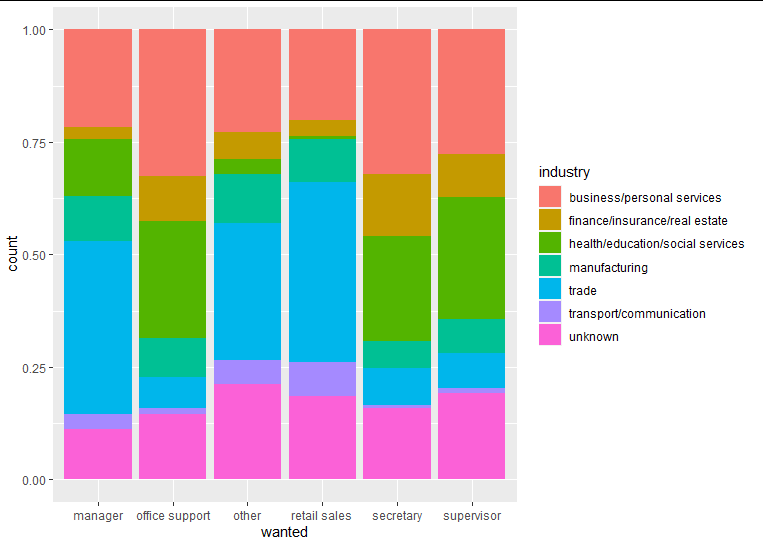 1.00
0.75
0.50
0.25
0.00
count
manager office support other retail sales secretary supervisor
wanted
industry
business/personal services
finance/insurance/real estate
health/education/social services
manufacturing
trade
transport/communication
unknown